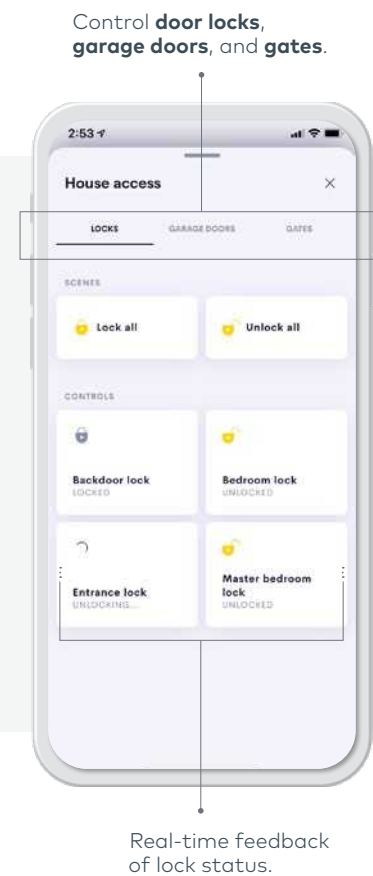 Control door locks,
garage doors, and gates.
2:53
House access
LOCKS GARAGE DOORS GATES
SCENES
Lock all Unlock all
CONTROLS
Backdoor lock Bedroom lock
LOCKED UNLOCKED
Entrance lock Master bedroom
UNLOCKING... lock
UNLOCKED
Real-time feedback
of lock status.